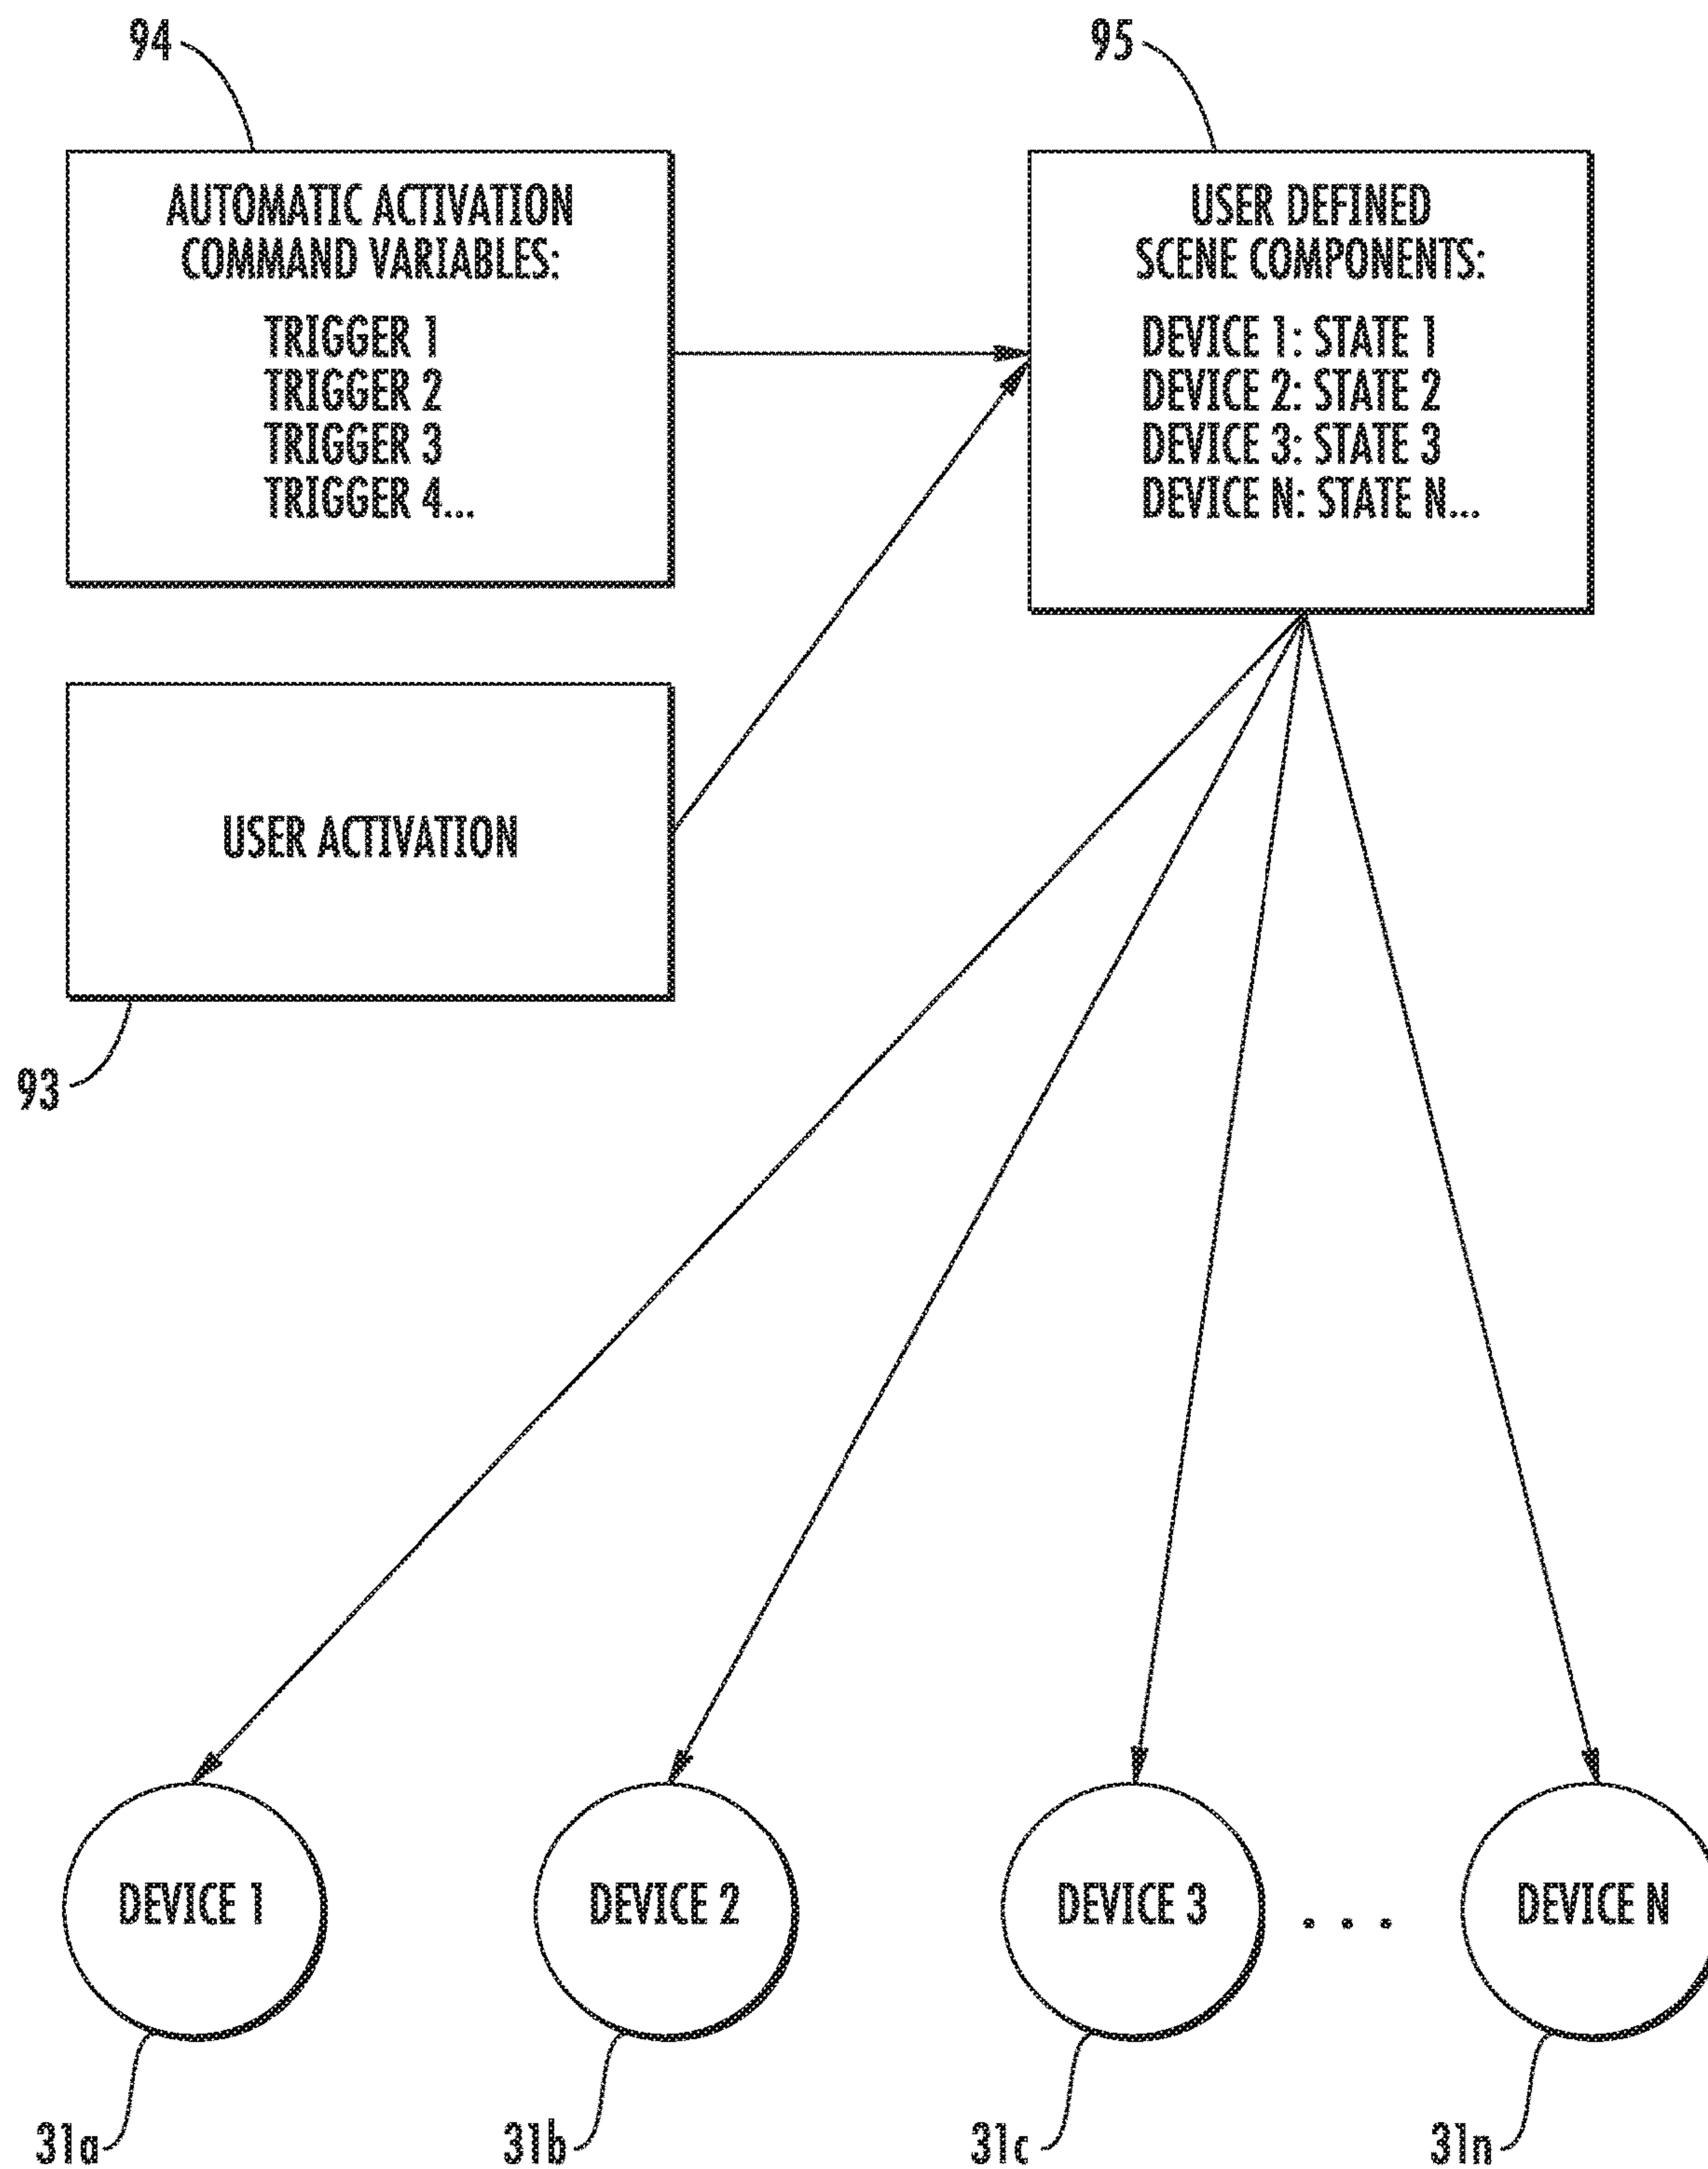 94
95
AUTOMATIC ACTIVATION
COMMAND VARIABLES:
TRIGGER 1
TRIGGER 2
TRIGGER 3
TRIGGER 4...
USER DEFINED
SCENE COMPONENTS:
DEVICE 1: STATE 1
DEVICE 2: STATE 2
DEVICE 3: STATE 3
DEVICE N: STATE N...
USER ACTIVATION
93
DEVICE 1
DEVICE 2
DEVICE 3
. . .
DEVICE N
31a
31b
31c
31n